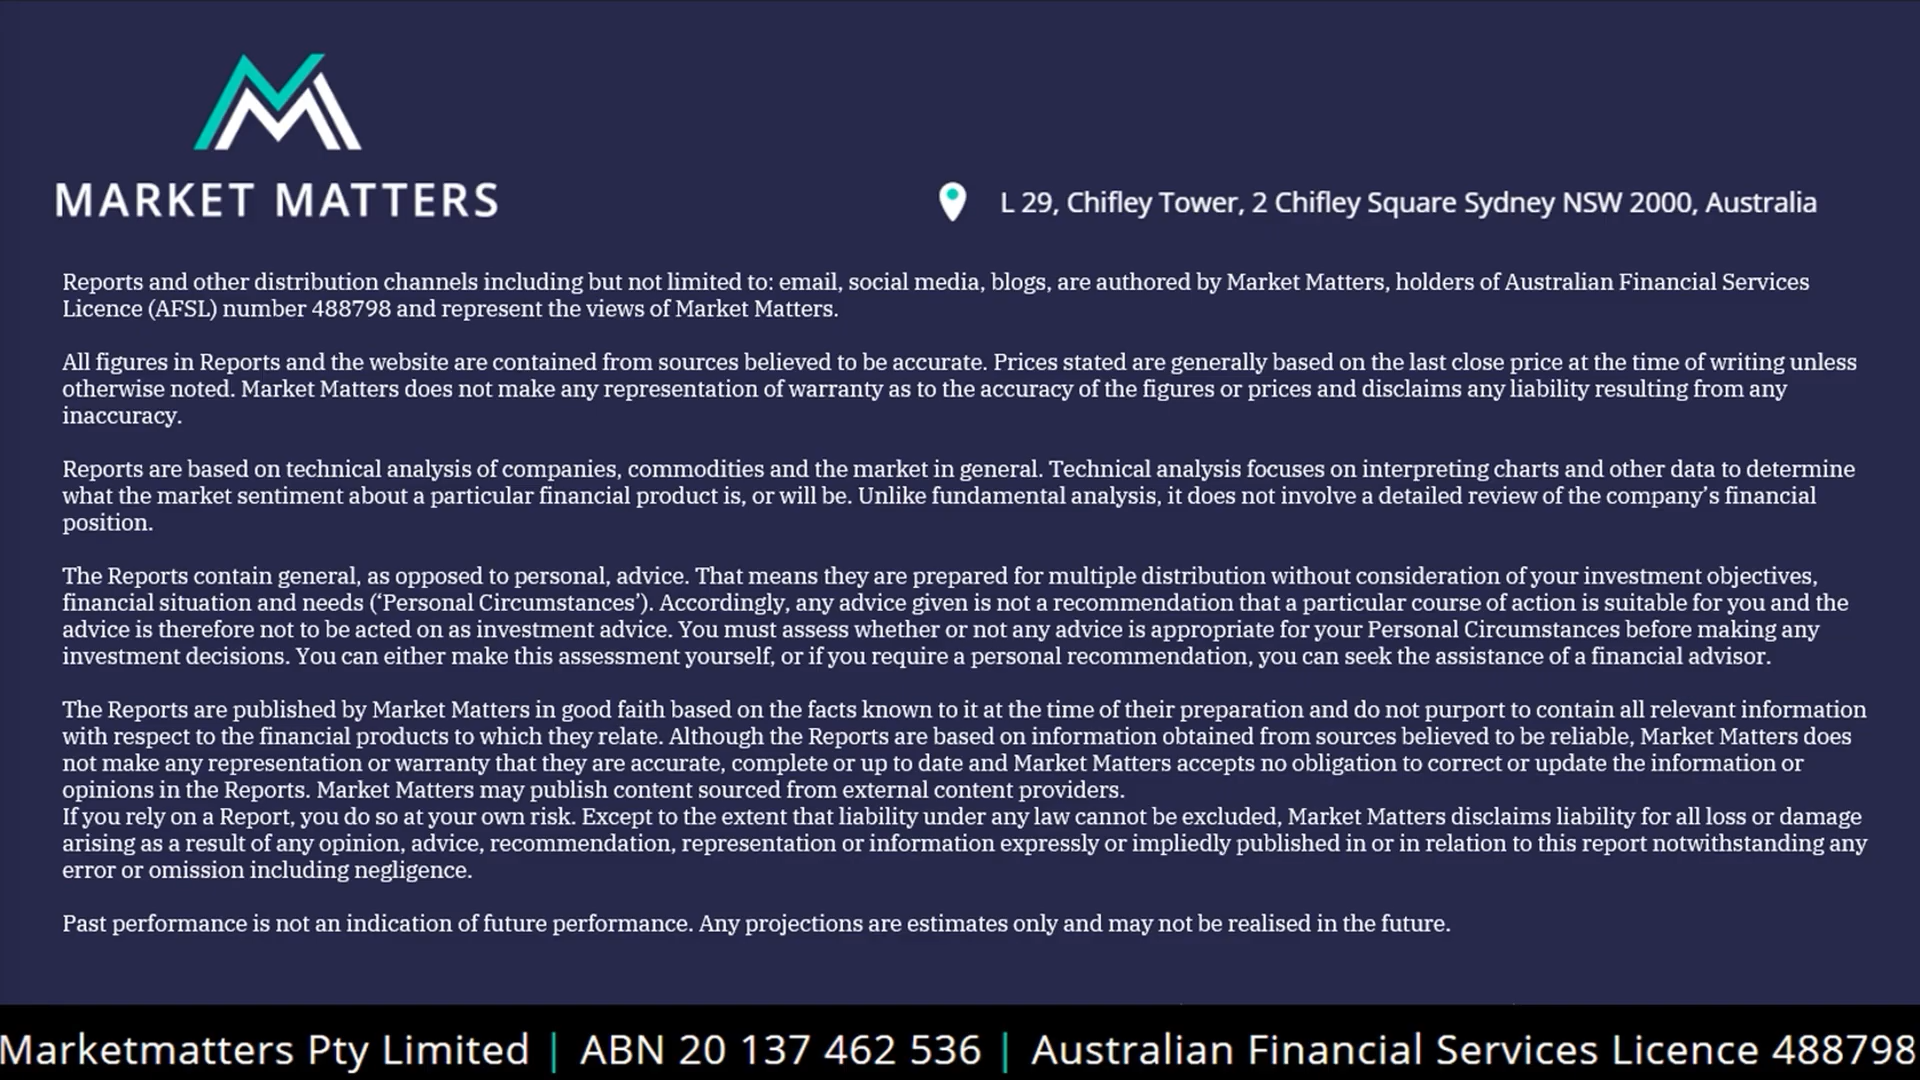 MARKET MATTERS
L 29, Chifley Tower, 2 Chifley Square Sydney NSW 2000, Australia
Reports and other distribution channels including but not limited to: email, social media, blogs, are authored by Market Matters, holders of Australian Financial Services
Licence (AFSL) number 488798 and represent the views of Market Matters.
All figures in Reports and the website are contained from sources believed to be accurate. Prices stated are generally based on the last close price at the time of writing unless
otherwise noted. Market Matters does not make any representation of warranty as to the accuracy of the figures or prices and disclaims any liability resulting from any
inaccuracy.
Reports are based on technical analysis of companies, commodities and the market in general. Technical analysis focuses on interpreting charts and other data to determine
what the market sentiment about a particular financial product is, or will be. Unlike fundamental analysis, it does not involve a detailed review of the company’s financial
position.
The Reports contain general, as opposed to personal, advice. That means they are prepared for multiple distribution without consideration of your investment objectives,
financial situation and needs (‘Personal Circumstances’). Accordingly, any advice given is not a recommendation that a particular course of action is suitable for you and the
advice is therefore not to be acted on as investment advice. You must assess whether or not any advice is appropriate for your Personal Circumstances before making any
investment decisions. You can either make this assessment yourself, or if you require a personal recommendation, you can seek the assistance of a financial advisor.
The Reports are published by Market Matters in good faith based on the facts known to it at the time of their preparation and do not purport to contain all relevant information
with respect to the financial products to which they relate. Although the Reports are based on information obtained from sources believed to be reliable, Market Matters does
not make any representation or warranty that they are accurate, complete or up to date and Market Matters accepts no obligation to correct or update the information or
opinions in the Reports. Market Matters may publish content sourced from external content providers.
If you rely on a Report, you do so at your own risk. Except to the extent that liability under any law cannot be excluded, Market Matters disclaims liability for all loss or damage
arising as a result of any opinion, advice, recommendation, representation or information expressly or impliedly published in or in relation to this report notwithstanding any
error or omission including negligence.
Past performance is not an indication of future performance. Any projections are estimates only and may not be realised in the future.
Marketmatters Pty Limited | ABN 20 137 462 536 | Australian Financial Services Licence 488798